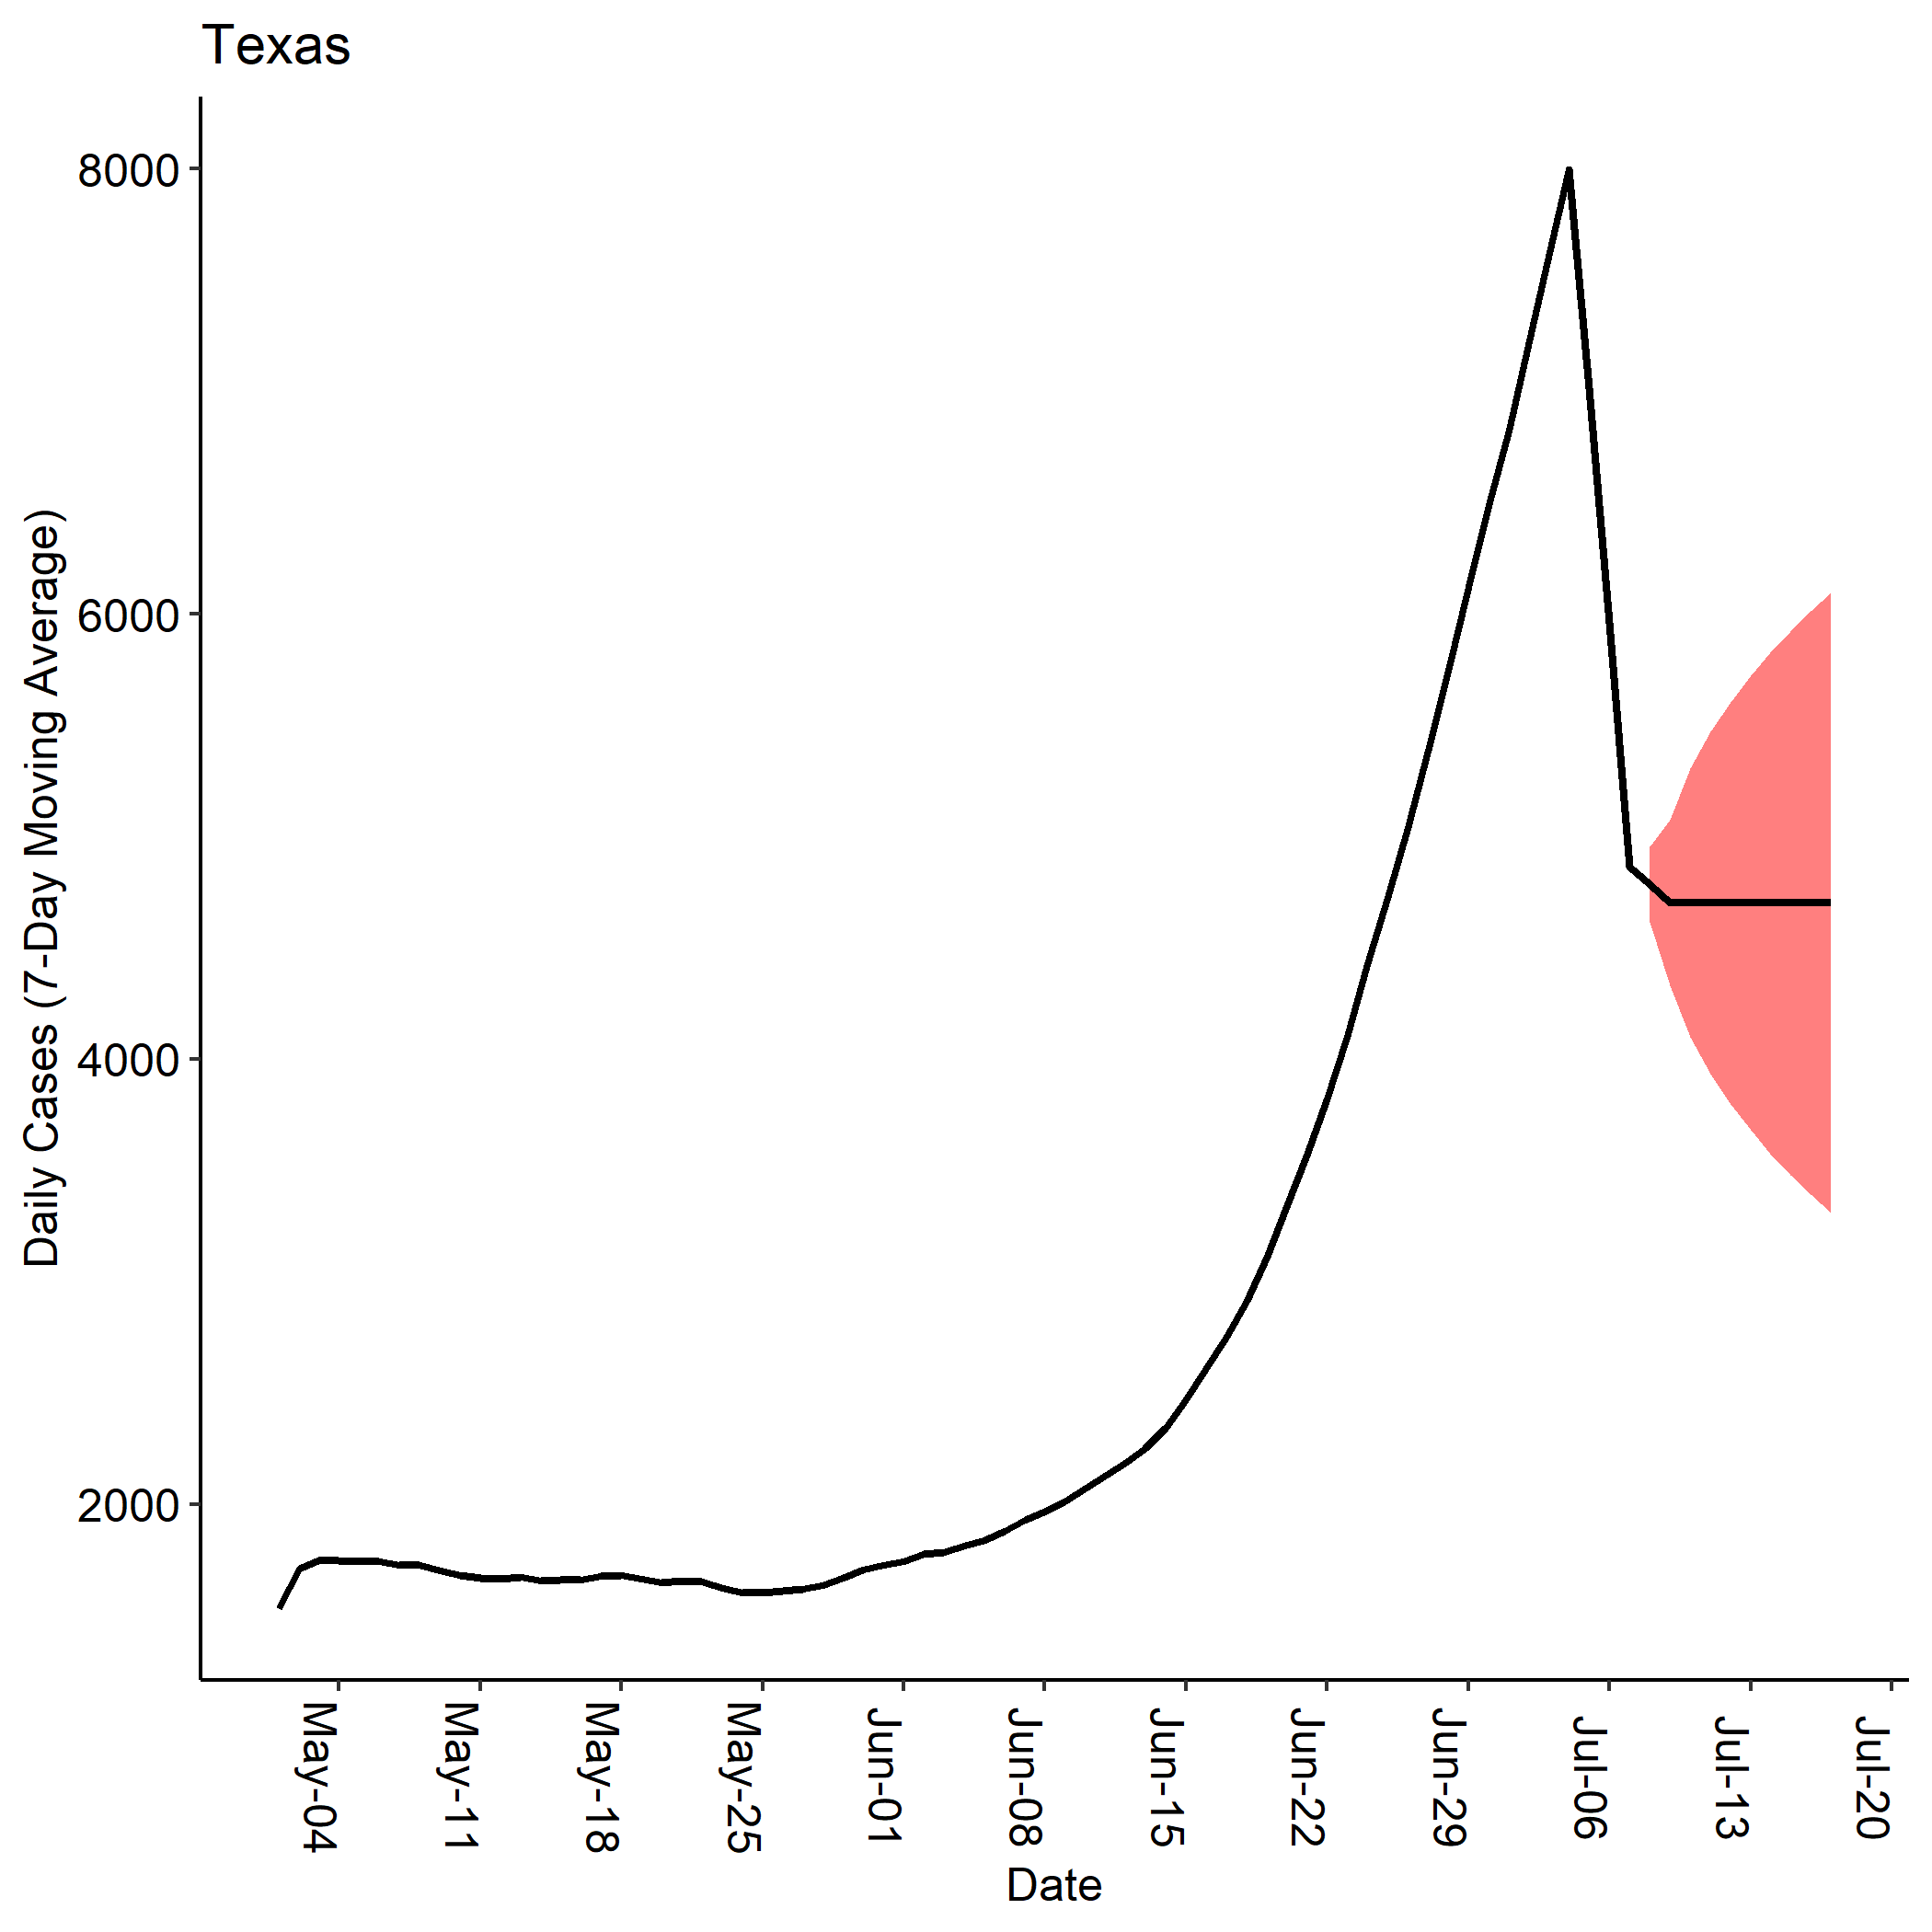 Texas
Daily Cases (7-Day Moving Average)
8000
6000
4000
2000
May-04
May-11
May-18
May-25
Jun-01
Jun-08
Jun-15
Jun-22
Jun-29
Jul-06
Jul-13
Jul-20
Date